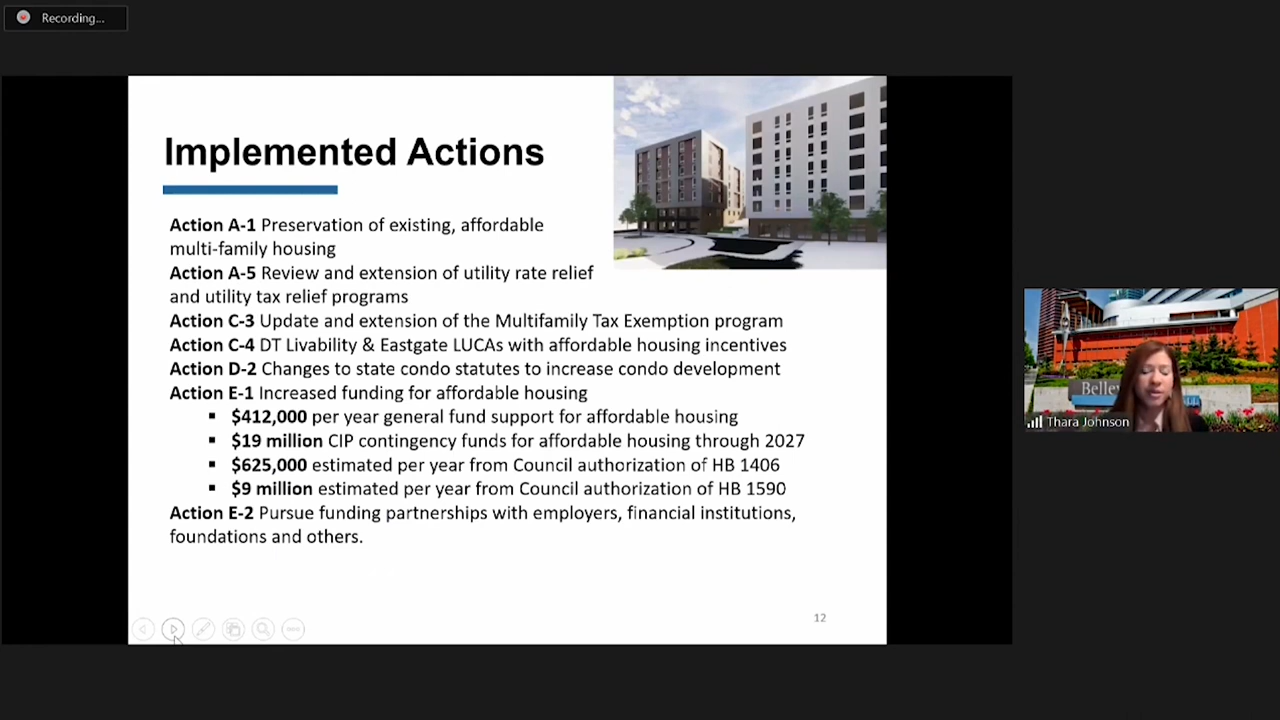 Recording...
Implemented Actions
Action A-1 Preservation of existing, affordable
multi-family housing
Action A-5 Review and extension of utility rate relief
and utility tax relief programs
Action C-3 Update and extension of the Multifamily Tax Exemption program
Action C-4 DT Livability & Eastgate LUCAs with affordable housing incentives
Action D-2 Changes to state condo statutes to increase condo development
Action E-1 Increased funding for affordable housing
▪ $412,000 per year general fund support for affordable housing
▪ $19 million CIP contingency funds for affordable housing through 2027
▪ $625,000 estimated per year from Council authorization of HB 1406
▪ $9 million estimated per year from Council authorization of HB 1590
Action E-2 Pursue funding partnerships with employers, financial institutions,
foundations and others.
12
Belle
Thara Johnson